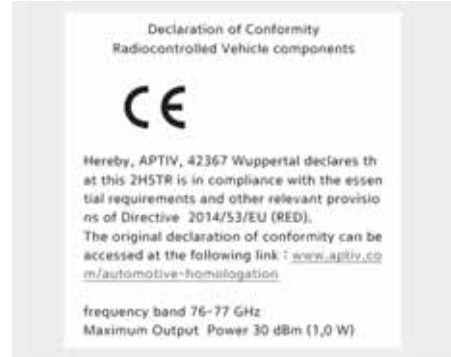 Declaration of Conformity
Radiocontrolled Vehicle components
CE
Hereby, APTIV, 42367 Wuppertal declares th
at this 2HSTR is in compliance with the essen
tial requirements and other relevant provisio
ns of Directive 2014/53/EU (RED).
The original declaration of conformity can be
accessed at the following link : www.aptiv.co
m/automotive-homologation
frequency band 76-77 GHz
Maximum Output Power 30 dBm (1,0 W)